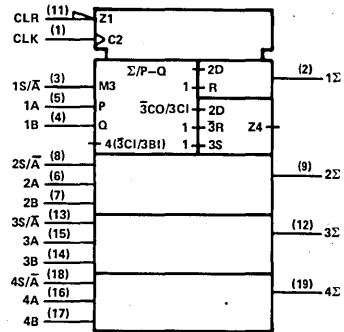 CLR (11) Z1
CLK (1) C2
Σ/P–Q 2D (2) 1Σ
1S/A̅ (3) M3 1 R
1A (5) P 3̅CO/3CI 2D
1B (4) Q 1 3̅R Z4
4(3̅CI/3BI) 1 3S
2S/A̅ (8)
2A (6) (9) 2Σ
2B (7)
3S/A̅ (13) (12) 3Σ
3A (15)
3B (14)
4S/A̅ (18) (19) 4Σ
4A (16)
4B (17)